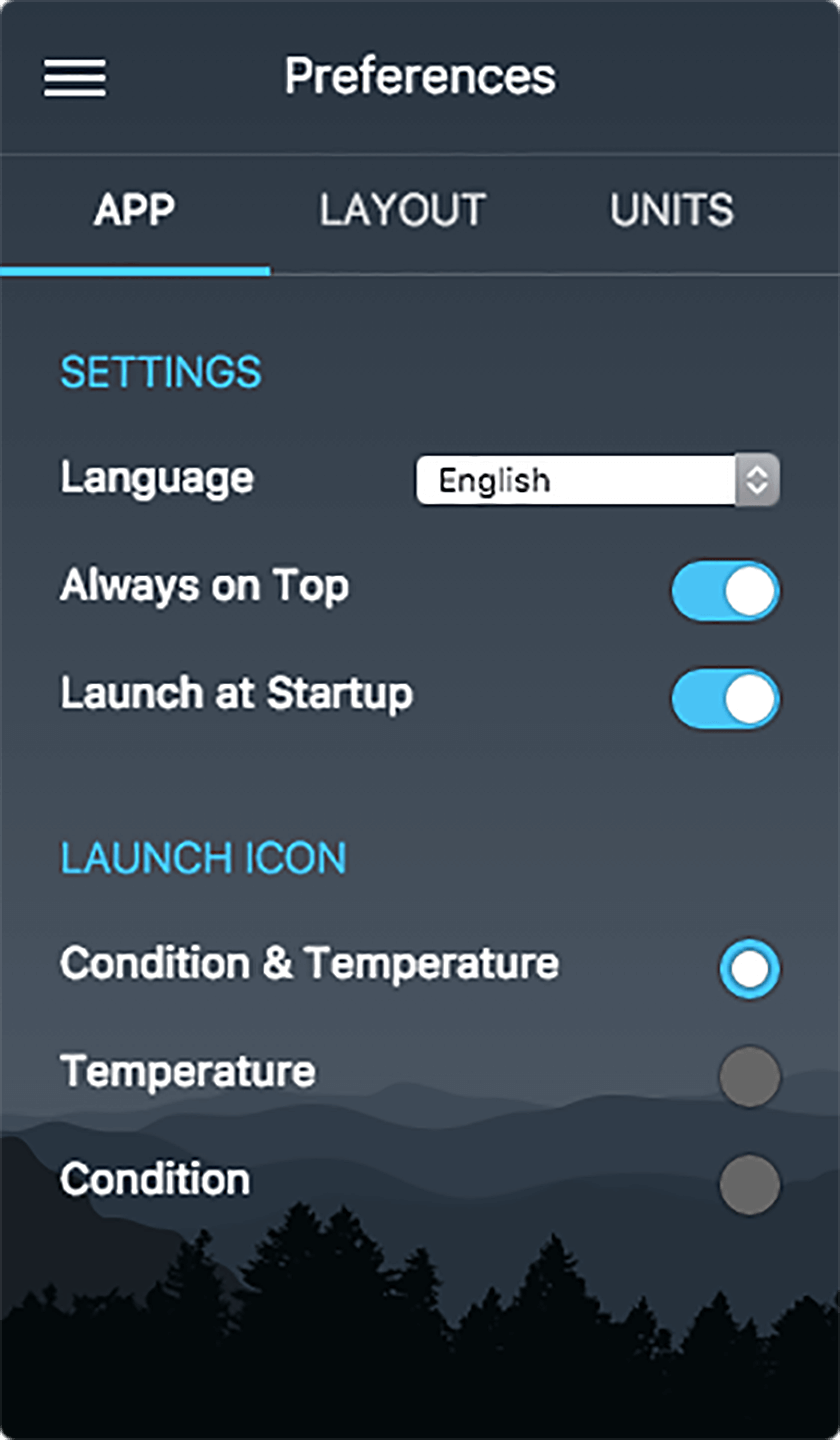 Preferences
APP LAYOUT UNITS
SETTINGS
Language English
Always on Top
Launch at Startup
LAUNCH ICON
Condition & Temperature
Temperature
Condition